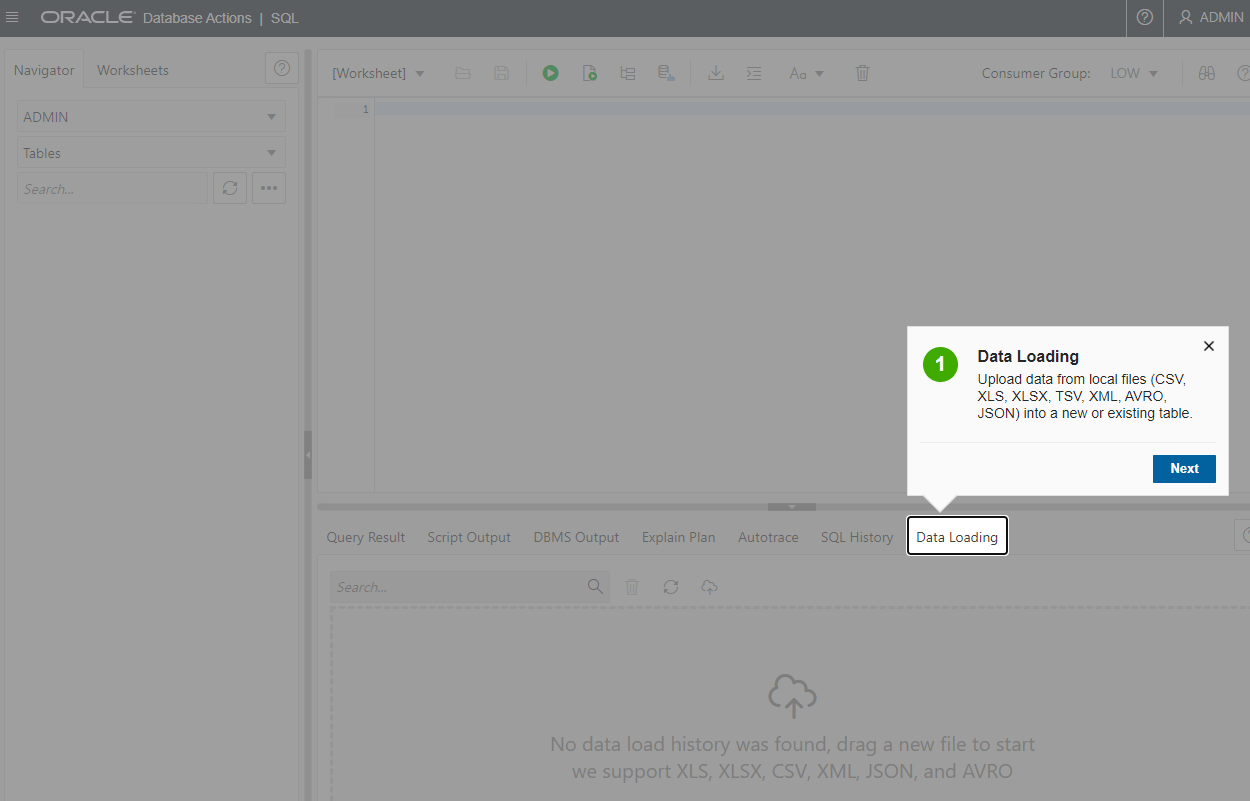 ORACLE Database Actions | SQL
ADMIN
Navigator Worksheets
[Worksheet]
Aa
Consumer Group: LOW
ADMIN
1
Tables
Search...
1
Data Loading
Upload data from local files (CSV,
XLS, XLSX, TSV, XML, AVRO,
JSON) into a new or existing table.
Next
Query Result Script Output DBMS Output Explain Plan Autotrace SQL History Data Loading
Search...
No data load history was found, drag a new file to start
we support XLS, XLSX, CSV, XML, JSON, and AVRO